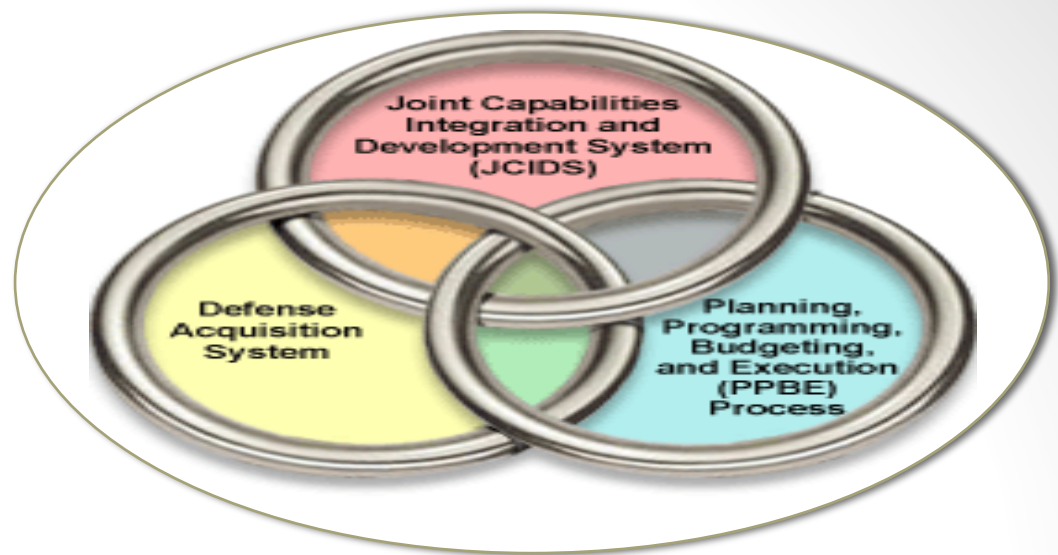 Joint Capabilities
Integration and
Development System
(JCIDS)
Defense
Acquisition
System
Planning,
Programming,
Budgeting,
and Execution
(PPBE)
Process